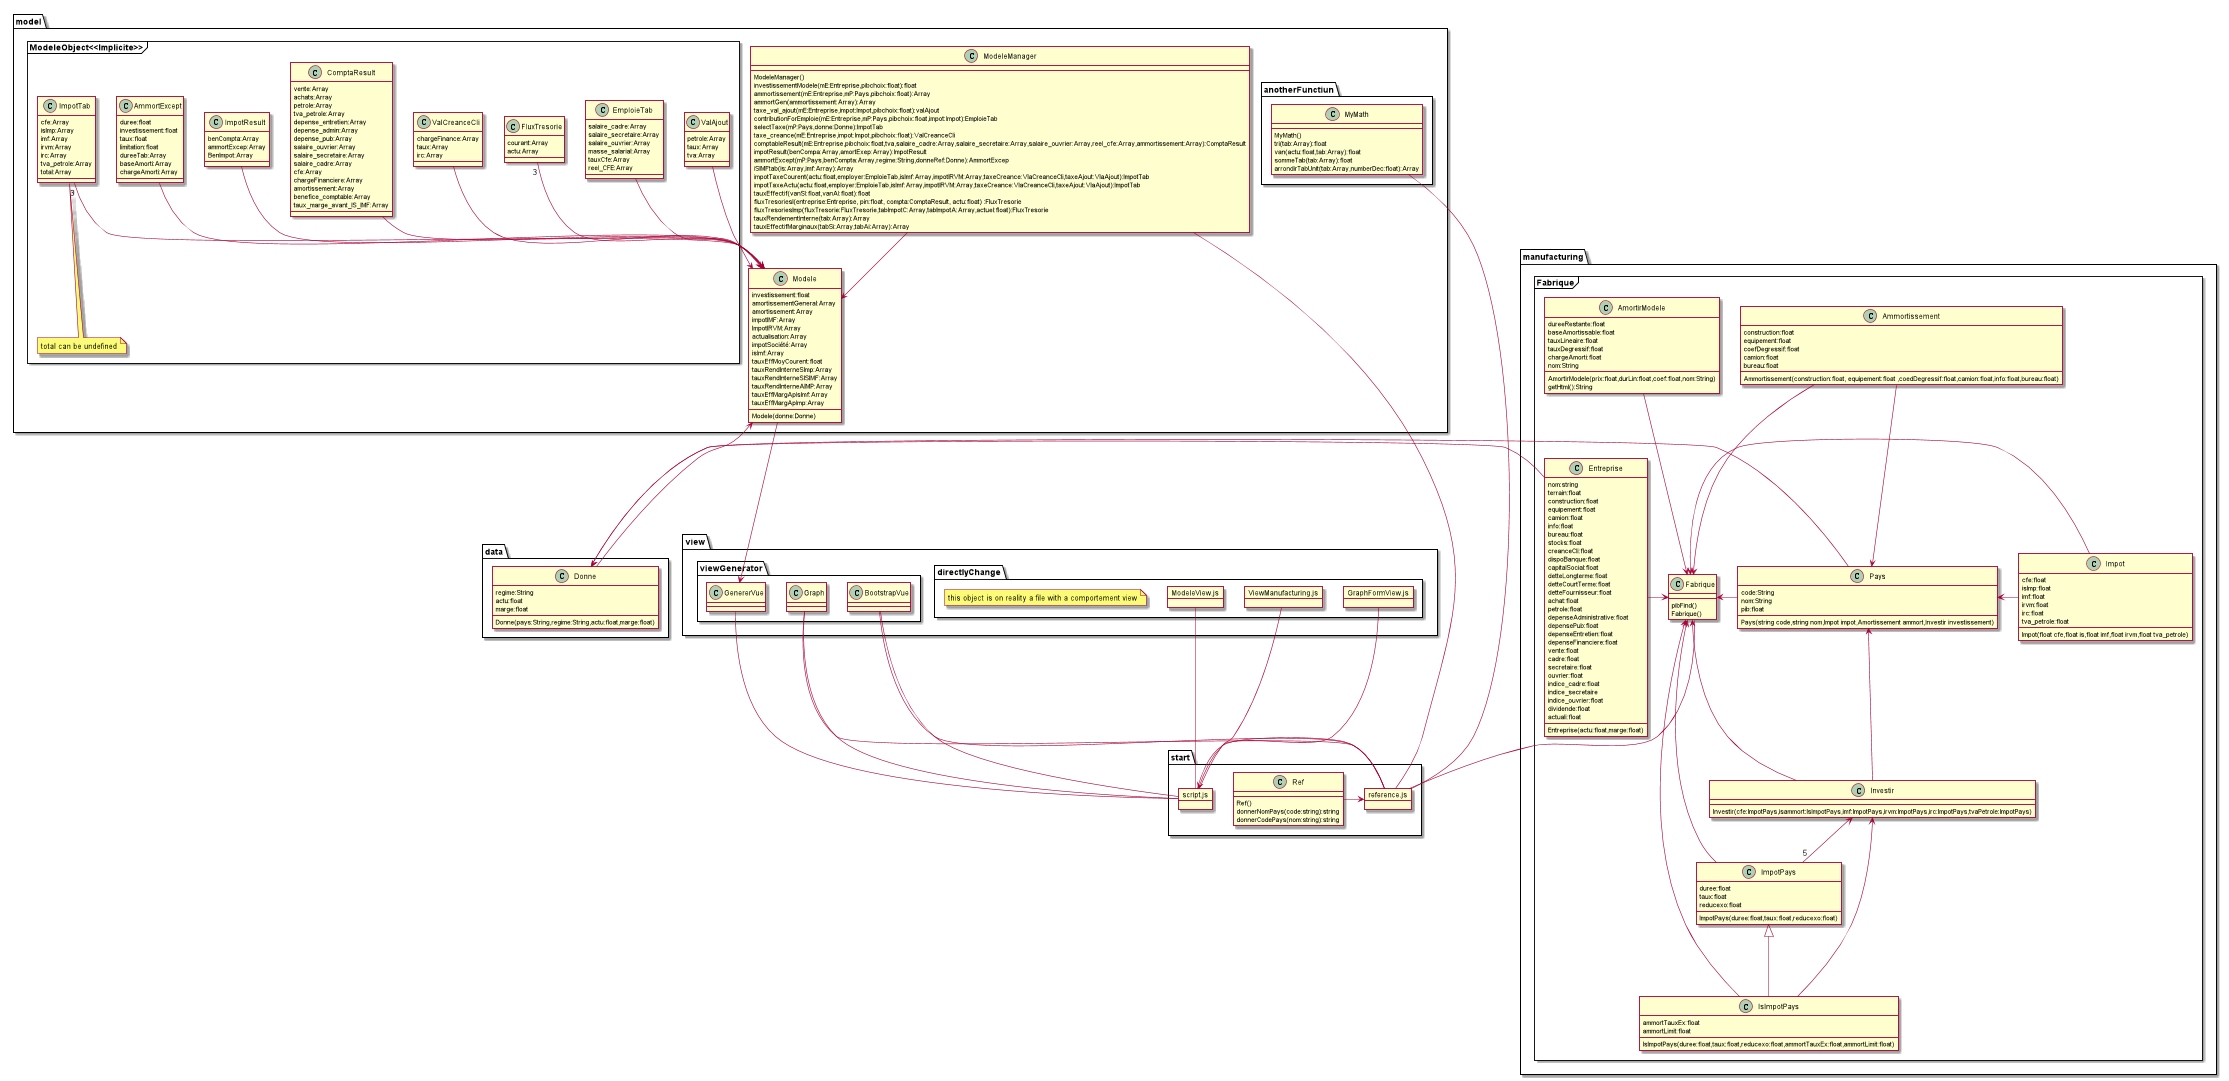 model
ModeleObject<<Implicite>>
C ImpotTab
cfe:Array
isImp:Array
imf:Array
irvm:Array
irc:Array
tva_petrole:Array
total:Array
3
total can be undefined
C AmmortExcept
duree:float
investissement:float
taux:float
limitation:float
dureeTab:Array
baseAmorti:Array
chargeAmorti:Array
C ImpotResult
benCompta:Array
ammortExcep:Array
BenImpot:Array
C ComptaResult
vente:Array
achats:Array
petrole:Array
tva_petrole:Array
depense_entretien:Array
depense_admin:Array
depense_pub:Array
salaire_ouvrier:Array
salaire_secretaire:Array
salaire_cadre:Array
cfe:Array
chargeFinanciere:Array
amortissement:Array
benefice_comptable:Array
taux_marge_avant_IS_IMF:Array
C ValCreanceCli
chargeFinance:Array
taux:Array
irc:Array
C FluxTresorie
courant:Array
actu:Array
3
C EmploieTab
salaire_cadre:Array
salaire_secretaire:Array
salaire_ouvrier:Array
masse_salarial:Array
tauxCfe:Array
reel_CFE:Array
C ValAjout
petrole:Array
taux:Array
tva:Array
C ModeleManager
ModeleManager()
investissementModele(mE:Entreprise,pibchoix:float):float
ammortissement(mE:Entreprise,mP:Pays,pibchoix:float):Array
ammortGen(ammortissement:Array):Array
taxe_val_ajout(mE:Entreprise,impot:Impot,pibchoix:float):valAjout
contributionForEmploie(mE:Entreprise,mP:Pays,pibchoix:float,impot:Impot):EmploieTab
selectTaxe(mP:Pays,donne:Donne):ImpotTab
taxe_creance(mE:Entreprise,impot:Impot,pibchoix:float):ValCreanceCli
comptableResult(mE:Entreprise,pibchoix:float,tva,salaire_cadre:Array,salaire_secretaire:Array,salaire_ouvrier:Array,reel_cfe:Array,ammortissement:Array):ComptaResult
impotResult(benCompa:Array,amortExep:Array):ImpotResult
ammortExcept(mP:Pays,benCompta:Array,regime:String,donneRef:Donne):AmmortExcep
ISIMFtab(is:Array,imf:Array):Array
impotTaxeCourent(actu:float,employer:EmploieTab,isImf:Array,impotIRVM:Array,taxeCreance:VlaCreanceCli,taxeAjout:VlaAjout):ImpotTab
impotTaxeActu(actu:float,employer:EmploieTab,isImf:Array,impotIRVM:Array,taxeCreance:VlaCreanceCli,taxeAjout:VlaAjout):ImpotTab
tauxEffectif(vanSI:float,vanAI:float):float
fluxTresoriesI(entreprise:Entreprise, pin:float, compta:ComptaResult, actu:float) :FluxTresorie
fluxTresoriesImp(fluxTresorie:FluxTresorie,tabImpotC:Array,tabImpotA:Array,actuel:float):FluxTresorie
tauxRendementInterne(tab:Array):Array
tauxEffectifMarginaux(tabSi:Array,tabAi:Array):Array
anotherFunctiun
C MyMath
MyMath()
tri(tab:Array):float
van(actu:float,tab:Array):float
sommeTab(tab:Array):float
arrondirTabUnit(tab:Array,numberDec:float):Array
C Modele
investissement:float
amortissementGeneral:Array
amortissement:Array
impotIMF:Array
ImpotIRVM:Array
actualisation:Array
impotSociété:Array
isImf:Array
tauxEffMoyCourent:float
tauxRendInterneSImp:Array
tauxRendInterneSISIMF:Array
tauxRendInterneAIMP:Array
tauxEffMargApIsImf:Array
tauxEffMargApImp:Array
Modele(donne:Donne)
manufacturing
Fabrique
C AmortirModele
dureeRestante:float
baseAmortissable:float
tauxLineaire:float
tauxDegressif:float
chargeAmorti:float
nom:String
AmortirModele(prix:float,durLin:float,coef:float,nom:String)
getHtml():String
C Ammortissement
construction:float
equipement:float
coefDegressif:float
camion:float
bureau:float
Ammortissement(construction:float, equipement:float ,coedDegressif:float,camion:float,info:float,bureau:float)
C Entreprise
nom:string
terrain:float
construction:float
equipement:float
camion:float
info:float
bureau:float
stocks:float
creanceCli:float
dispoBanque:float
capitalSocial:float
detteLongterme:float
detteCourtTerme:float
detteFournisseur:float
achat:float
petrole:float
depenseAdministrative:float
depensePub:float
depenseEntretien:float
depenseFinanciere:float
vente:float
cadre:float
secretaire:float
ouvrier:float
indice_cadre:float
indice_secretaire
indice_ouvrier:float
dividende:float
actuali:float
Entreprise(actu:float,marge:float)
C Fabrique
pibFind()
Fabrique()
C Pays
code:String
nom:String
pib:float
Pays(string code,string nom,Impot impot,Amortissement ammort,Investir investissement)
C Impot
cfe:float
isImp:float
imf:float
irvm:float
irc:float
tva_petrole:float
Impot(float cfe,float is,float imf,float irvm,float tva_petrole)
data
C Donne
regime:String
actu:float
marge:float
Donne(pays:String,regime:String,actu:float,marge:float)
view
viewGenerator
C GenererVue
C Graph
C BootstrapVue
directlyChange
this object is on reality a file with a comportement view
ModeleView.js
ViewManufacturing.js
GraphFormView.js
start
script.js
C Ref
Ref()
donnerNomPays(code:string):string
donnerCodePays(nom:string):string
reference.js
C Investir
Investir(cfe:ImpotPays,isammort:IsImpotPays,imf:ImpotPays,irvm:ImpotPays,irc:ImpotPays,tvaPetrole:ImpotPays)
5
C ImpotPays
duree:float
taux:float
reducexo:float
ImpotPays(duree:float,taux:float,reducexo:float)
C IsImpotPays
ammortTauxEx:float
ammortLimit:float
IsImpotPays(duree:float,taux:float,reducexo:float,ammortTauxEx:float,ammortLimit:float)